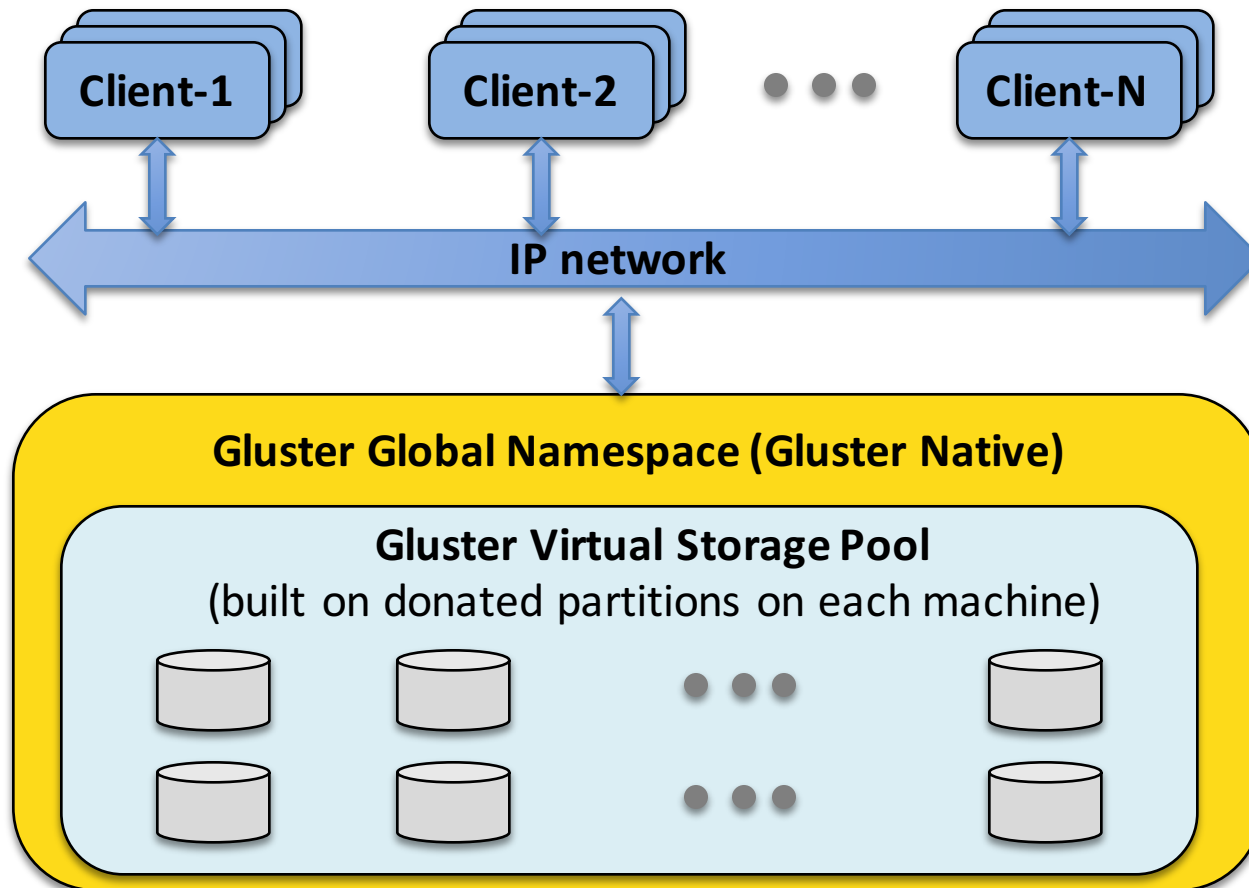 Client-1
Client-2
Client-N
IP network
Gluster Global Namespace (Gluster Native)
Gluster Virtual Storage Pool
(built on donated partitions on each machine)